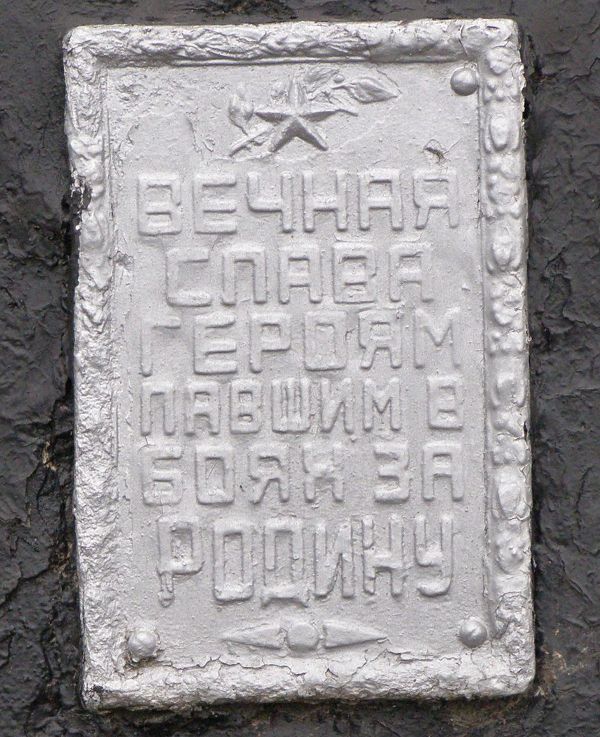 ВЕЧНАЯ
СЛАВА
ГЕРОЯМ
ПАВШИМ В
БОЯХ ЗА
РОДИНУ